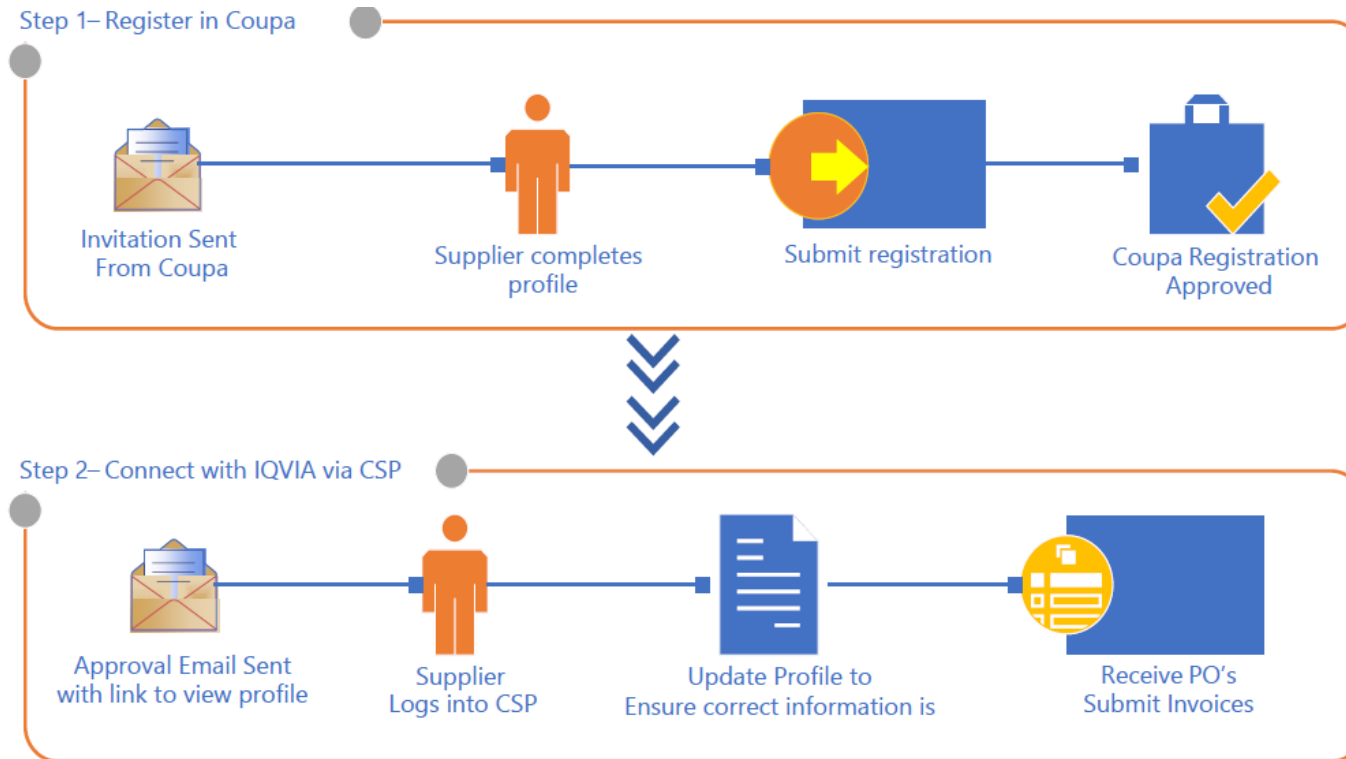 Step 1– Register in Coupa
Invitation Sent
From Coupa
Supplier completes
profile
Submit registration
Coupa Registration
Approved
Step 2– Connect with IQVIA via CSP
Approval Email Sent
with link to view profile
Supplier
Logs into CSP
Update Profile to
Ensure correct information is
Receive PO’s
Submit Invoices